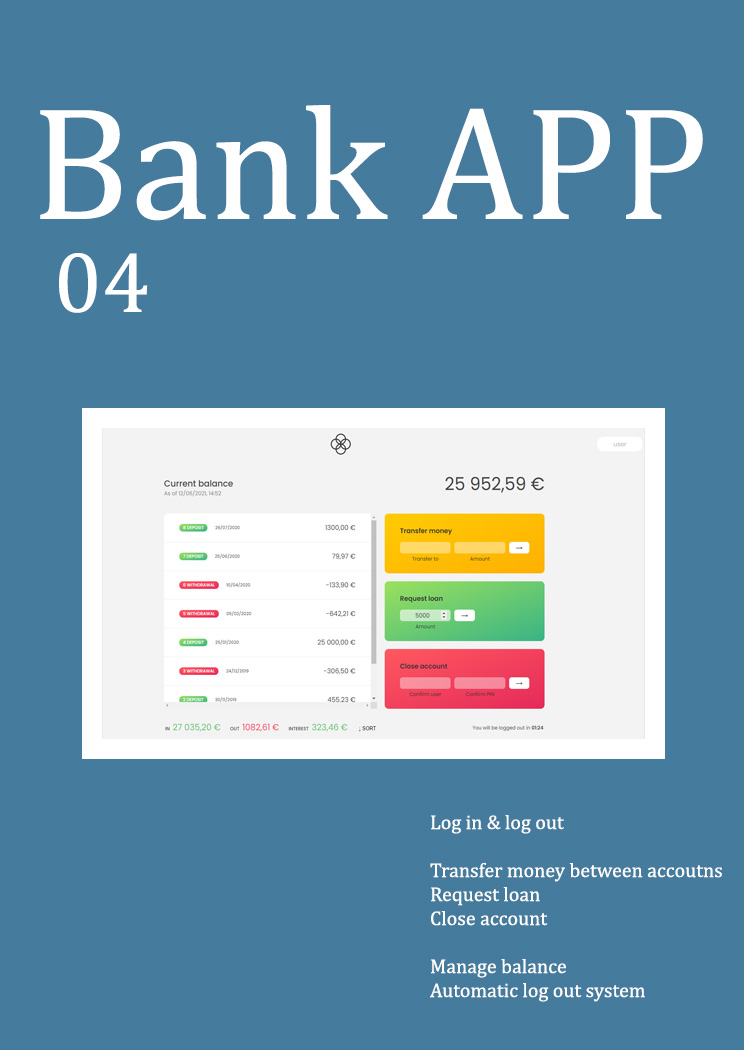 Bank APP
04
user
Current balance
As of 12/06/2021, 14:52
25 952,59 €
8 DEPOSIT 26/07/2020 1300,00 €
7 DEPOSIT 25/06/2020 79,97 €
6 WITHDRAWAL 10/04/2020 -133,90 €
5 WITHDRAWAL 05/02/2020 -642,21 €
4 DEPOSIT 25/01/2020 25 000,00 €
3 WITHDRAWAL 24/12/2019 -306,50 €
2 DEPOSIT 30/11/2019 455,23 €
Transfer money
→
Transfer to Amount
Request loan
5000 →
Amount
Close account
→
Confirm user Confirm PIN
IN 27 035,20 € OUT 1082,61 € INTEREST 323,46 € ↓ SORT
You will be logged out in 01:24
Log in & log out
Transfer money between accoutns
Request loan
Close account
Manage balance
Automatic log out system